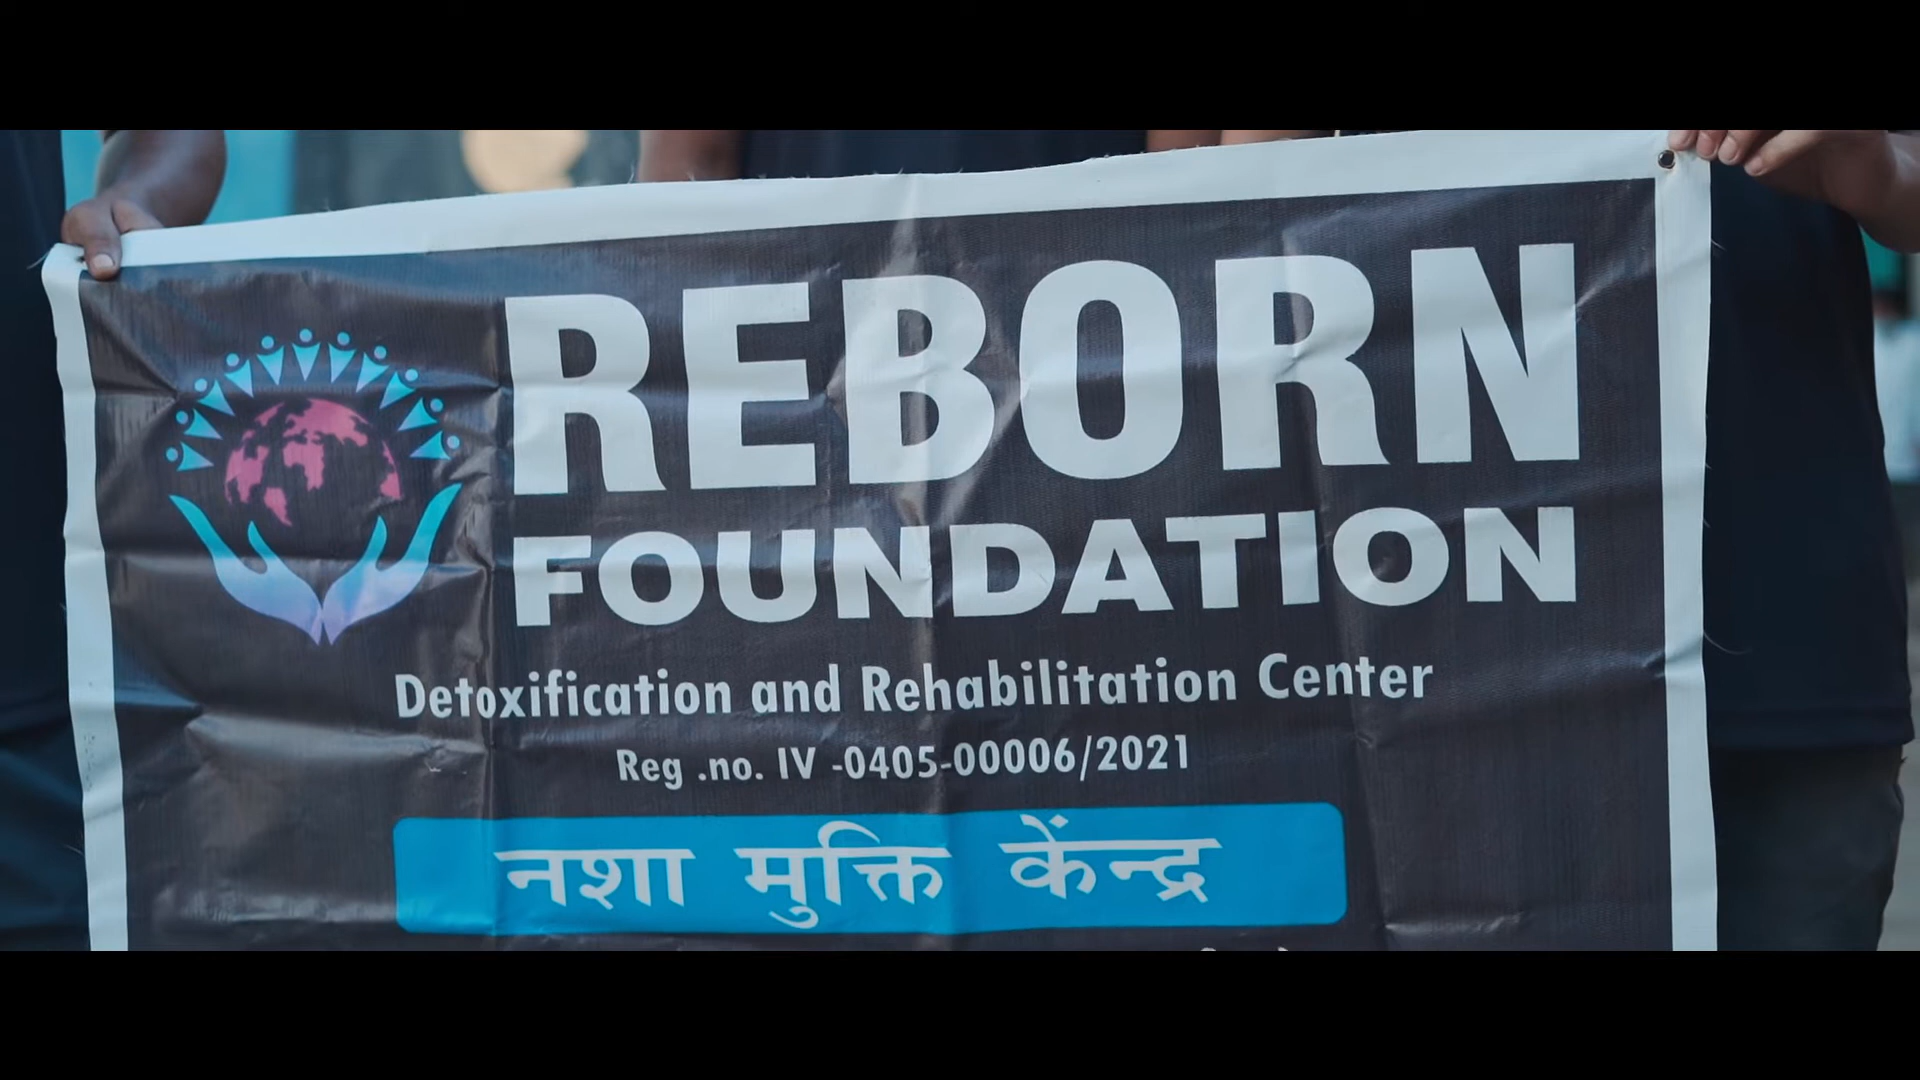 REBORN
FOUNDATION
Detoxification and Rehabilitation Center
Reg .no. IV -0405-00006/2021
नशा मुक्ति केंन्द्र